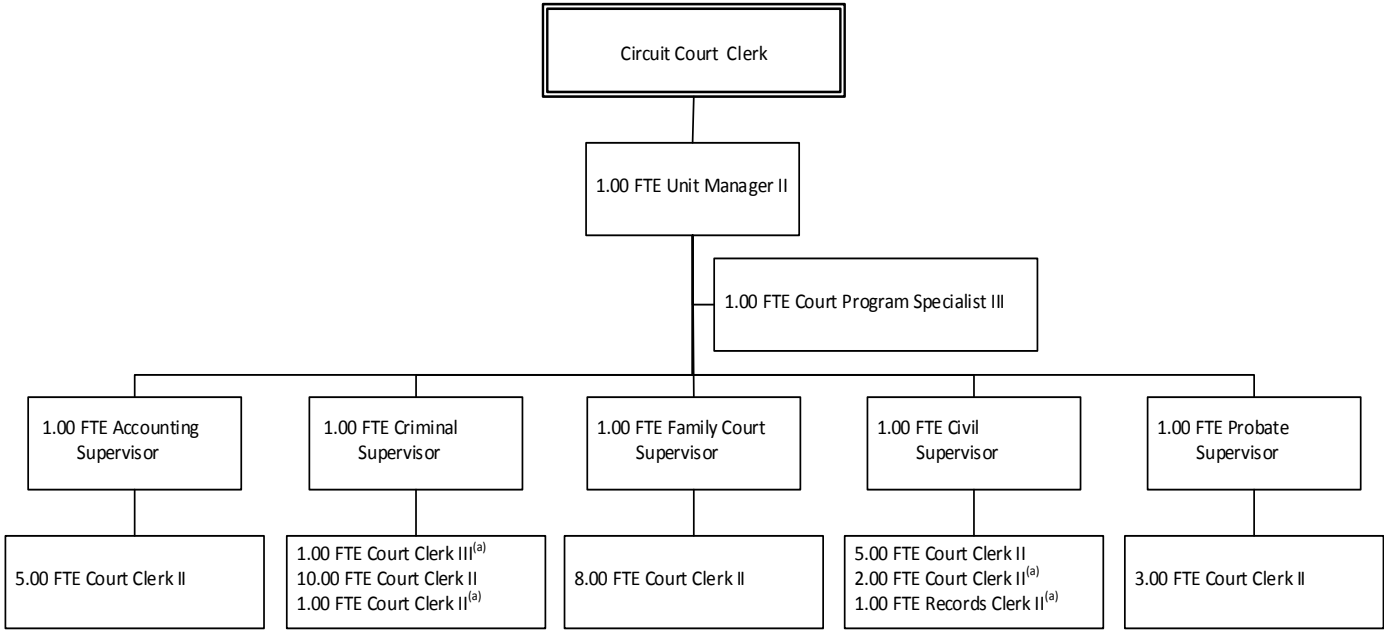 Circuit Court Clerk
1.00 FTE Unit Manager II
1.00 FTE Court Program Specialist III
1.00 FTE Accounting
Supervisor
1.00 FTE Criminal
Supervisor
1.00 FTE Family Court
Supervisor
1.00 FTE Civil
Supervisor
1.00 FTE Probate
Supervisor
5.00 FTE Court Clerk II
1.00 FTE Court Clerk III(a)
10.00 FTE Court Clerk II
1.00 FTE Court Clerk II(a)
8.00 FTE Court Clerk II
5.00 FTE Court Clerk II
2.00 FTE Court Clerk II(a)
1.00 FTE Records Clerk II(a)
3.00 FTE Court Clerk II